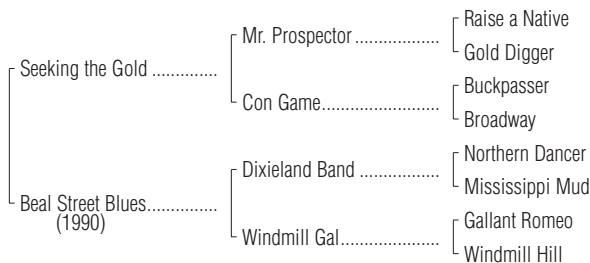 Raise a Native
Mr. Prospector ..................
Gold Digger
Seeking the Gold ..............
Buckpasser
Con Game.........................
Broadway
Northern Dancer
Dixieland Band .................
Mississippi Mud
Beal Street Blues...............
(1990)
Gallant Romeo
Windmill Gal.....................
Windmill Hill